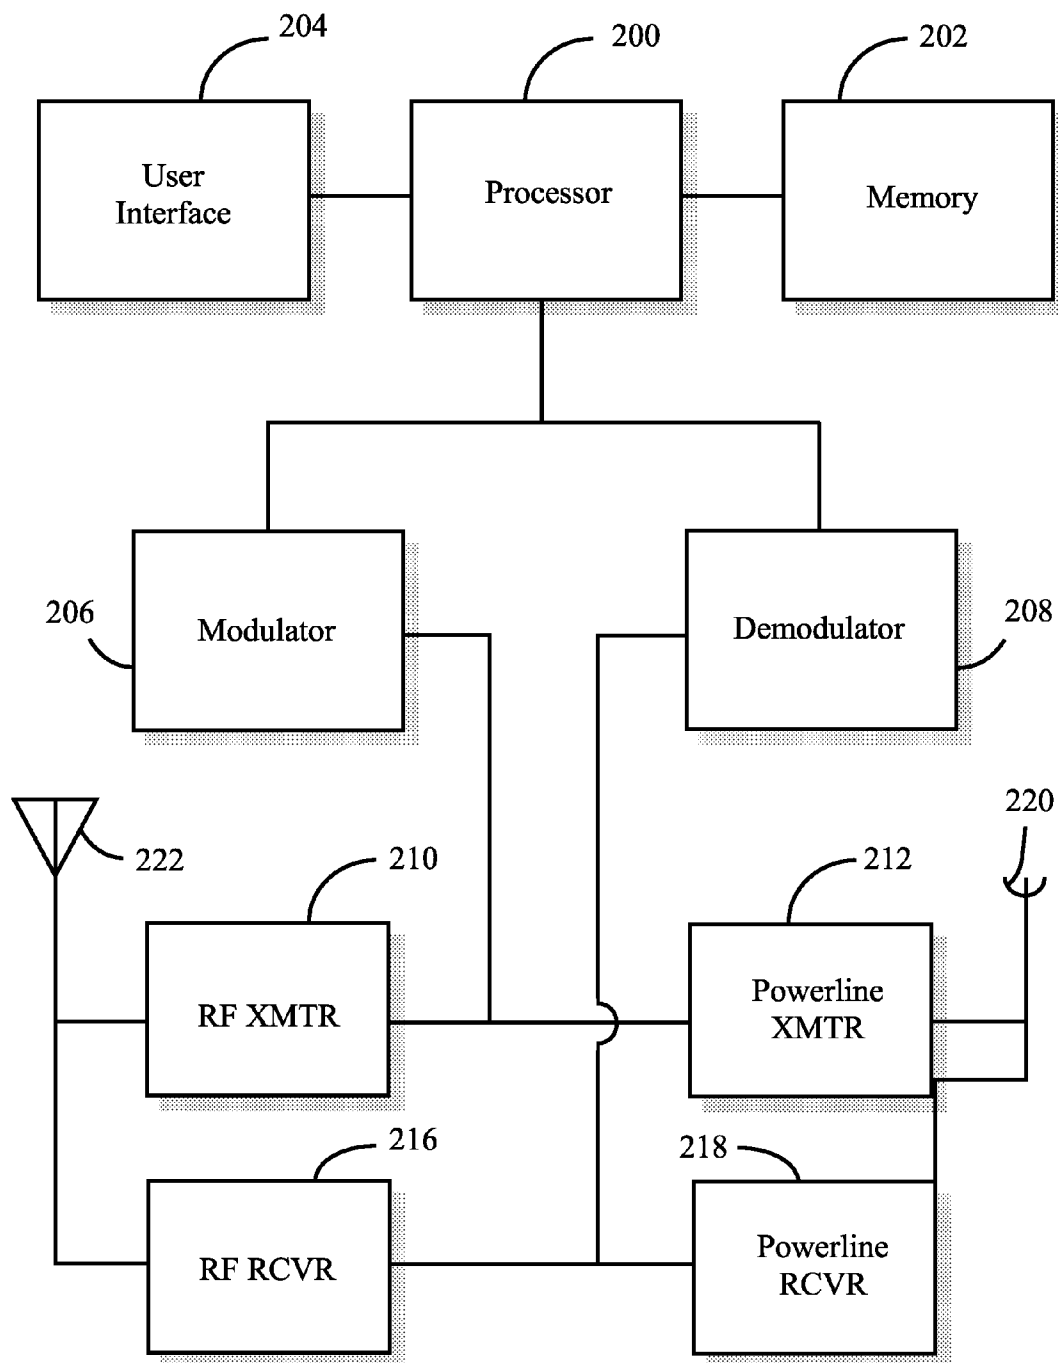 204
200
202
User
Interface
Processor
Memory
206
Modulator
Demodulator
208
222
210
212
220
RF XMTR
Powerline
XMTR
216
218
RF RCVR
Powerline
RCVR